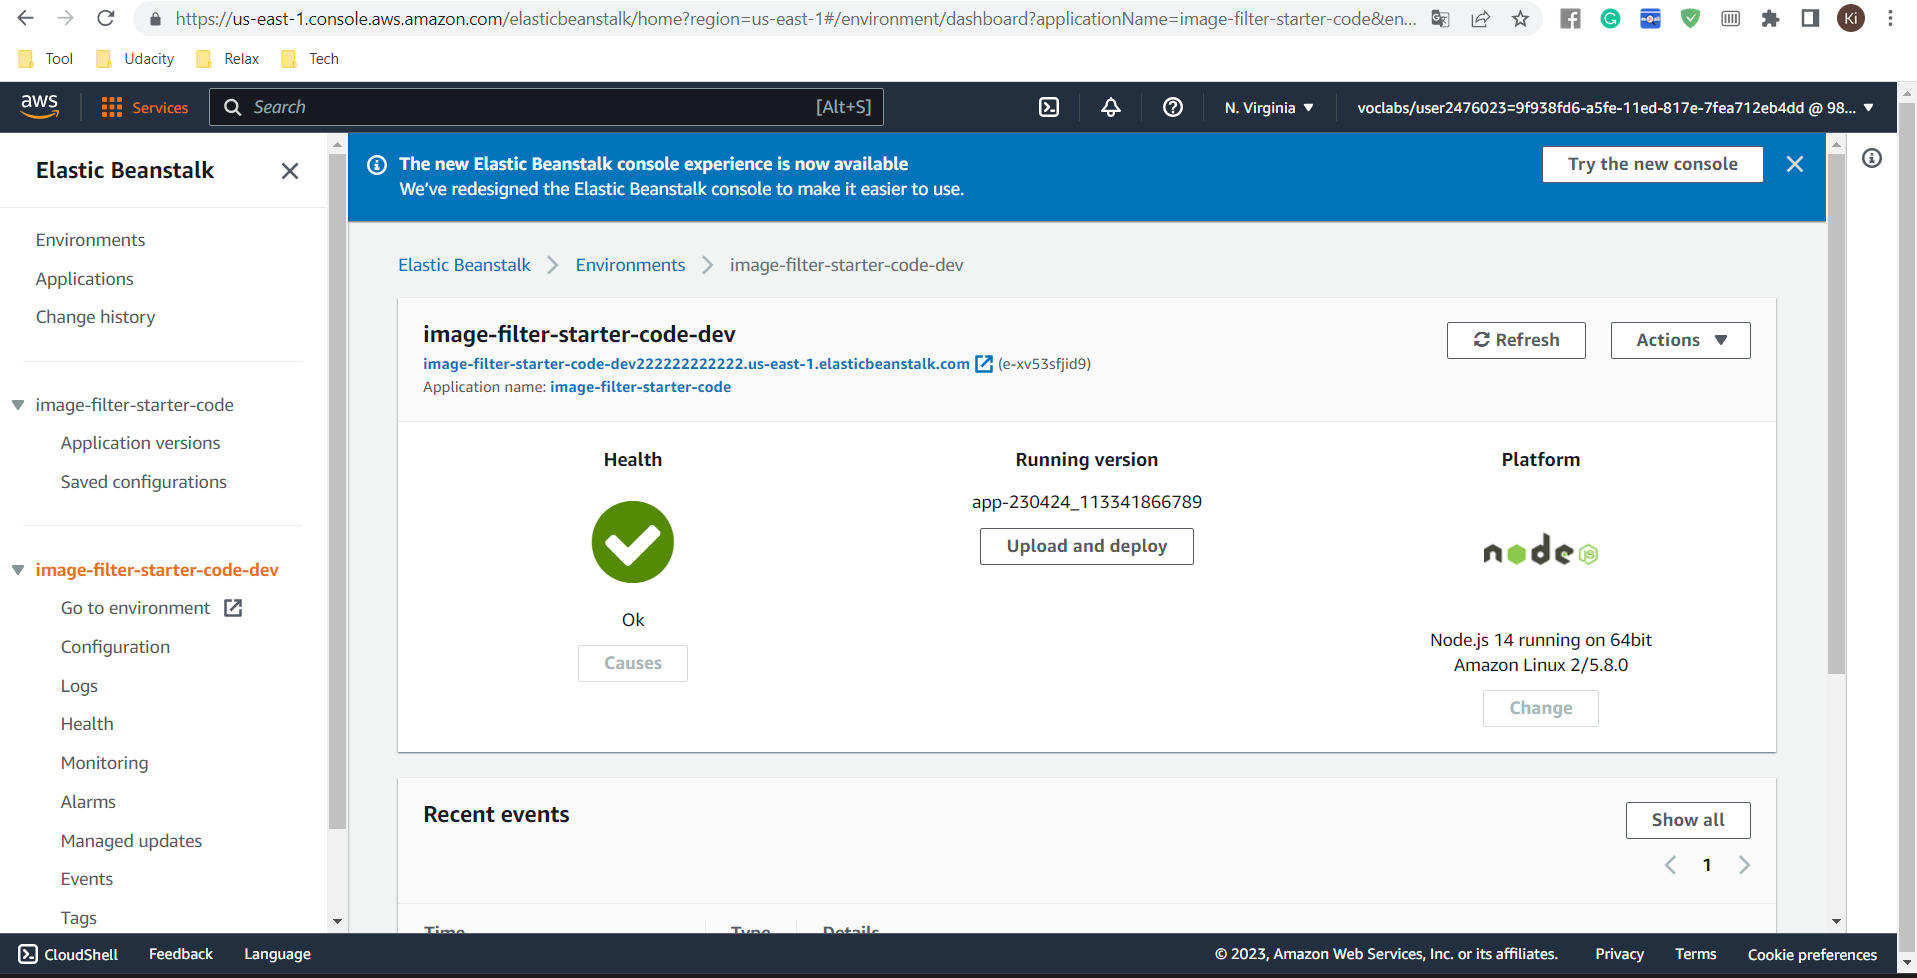 https://us-east-1.console.aws.amazon.com/elasticbeanstalk/home?region=us-east-1#/environment/dashboard?applicationName=image-filter-starter-code&en...
Ki
Tool Udacity Relax Tech
aws Services Search [Alt+S] N. Virginia ▼ voclabs/user2476023=9f938fd6-a5fe-11ed-817e-7fea712eb4dd @ 98... ▼
Elastic Beanstalk
Environments
Applications
Change history
image-filter-starter-code
Application versions
Saved configurations
image-filter-starter-code-dev
Go to environment
Configuration
Logs
Health
Monitoring
Alarms
Managed updates
Events
Tags
The new Elastic Beanstalk console experience is now available
We've redesigned the Elastic Beanstalk console to make it easier to use.
Try the new console
Elastic Beanstalk > Environments > image-filter-starter-code-dev
image-filter-starter-code-dev
image-filter-starter-code-dev222222222222.us-east-1.elasticbeanstalk.com (e-xv53sfjid9)
Application name: image-filter-starter-code
Refresh
Actions ▼
Health
Ok
Causes
Running version
app-230424_113341866789
Upload and deploy
Platform
node JS
Node.js 14 running on 64bit
Amazon Linux 2/5.8.0
Change
Recent events
Show all
1
Time Type Details
CloudShell Feedback Language © 2023, Amazon Web Services, Inc. or its affiliates. Privacy Terms Cookie preferences